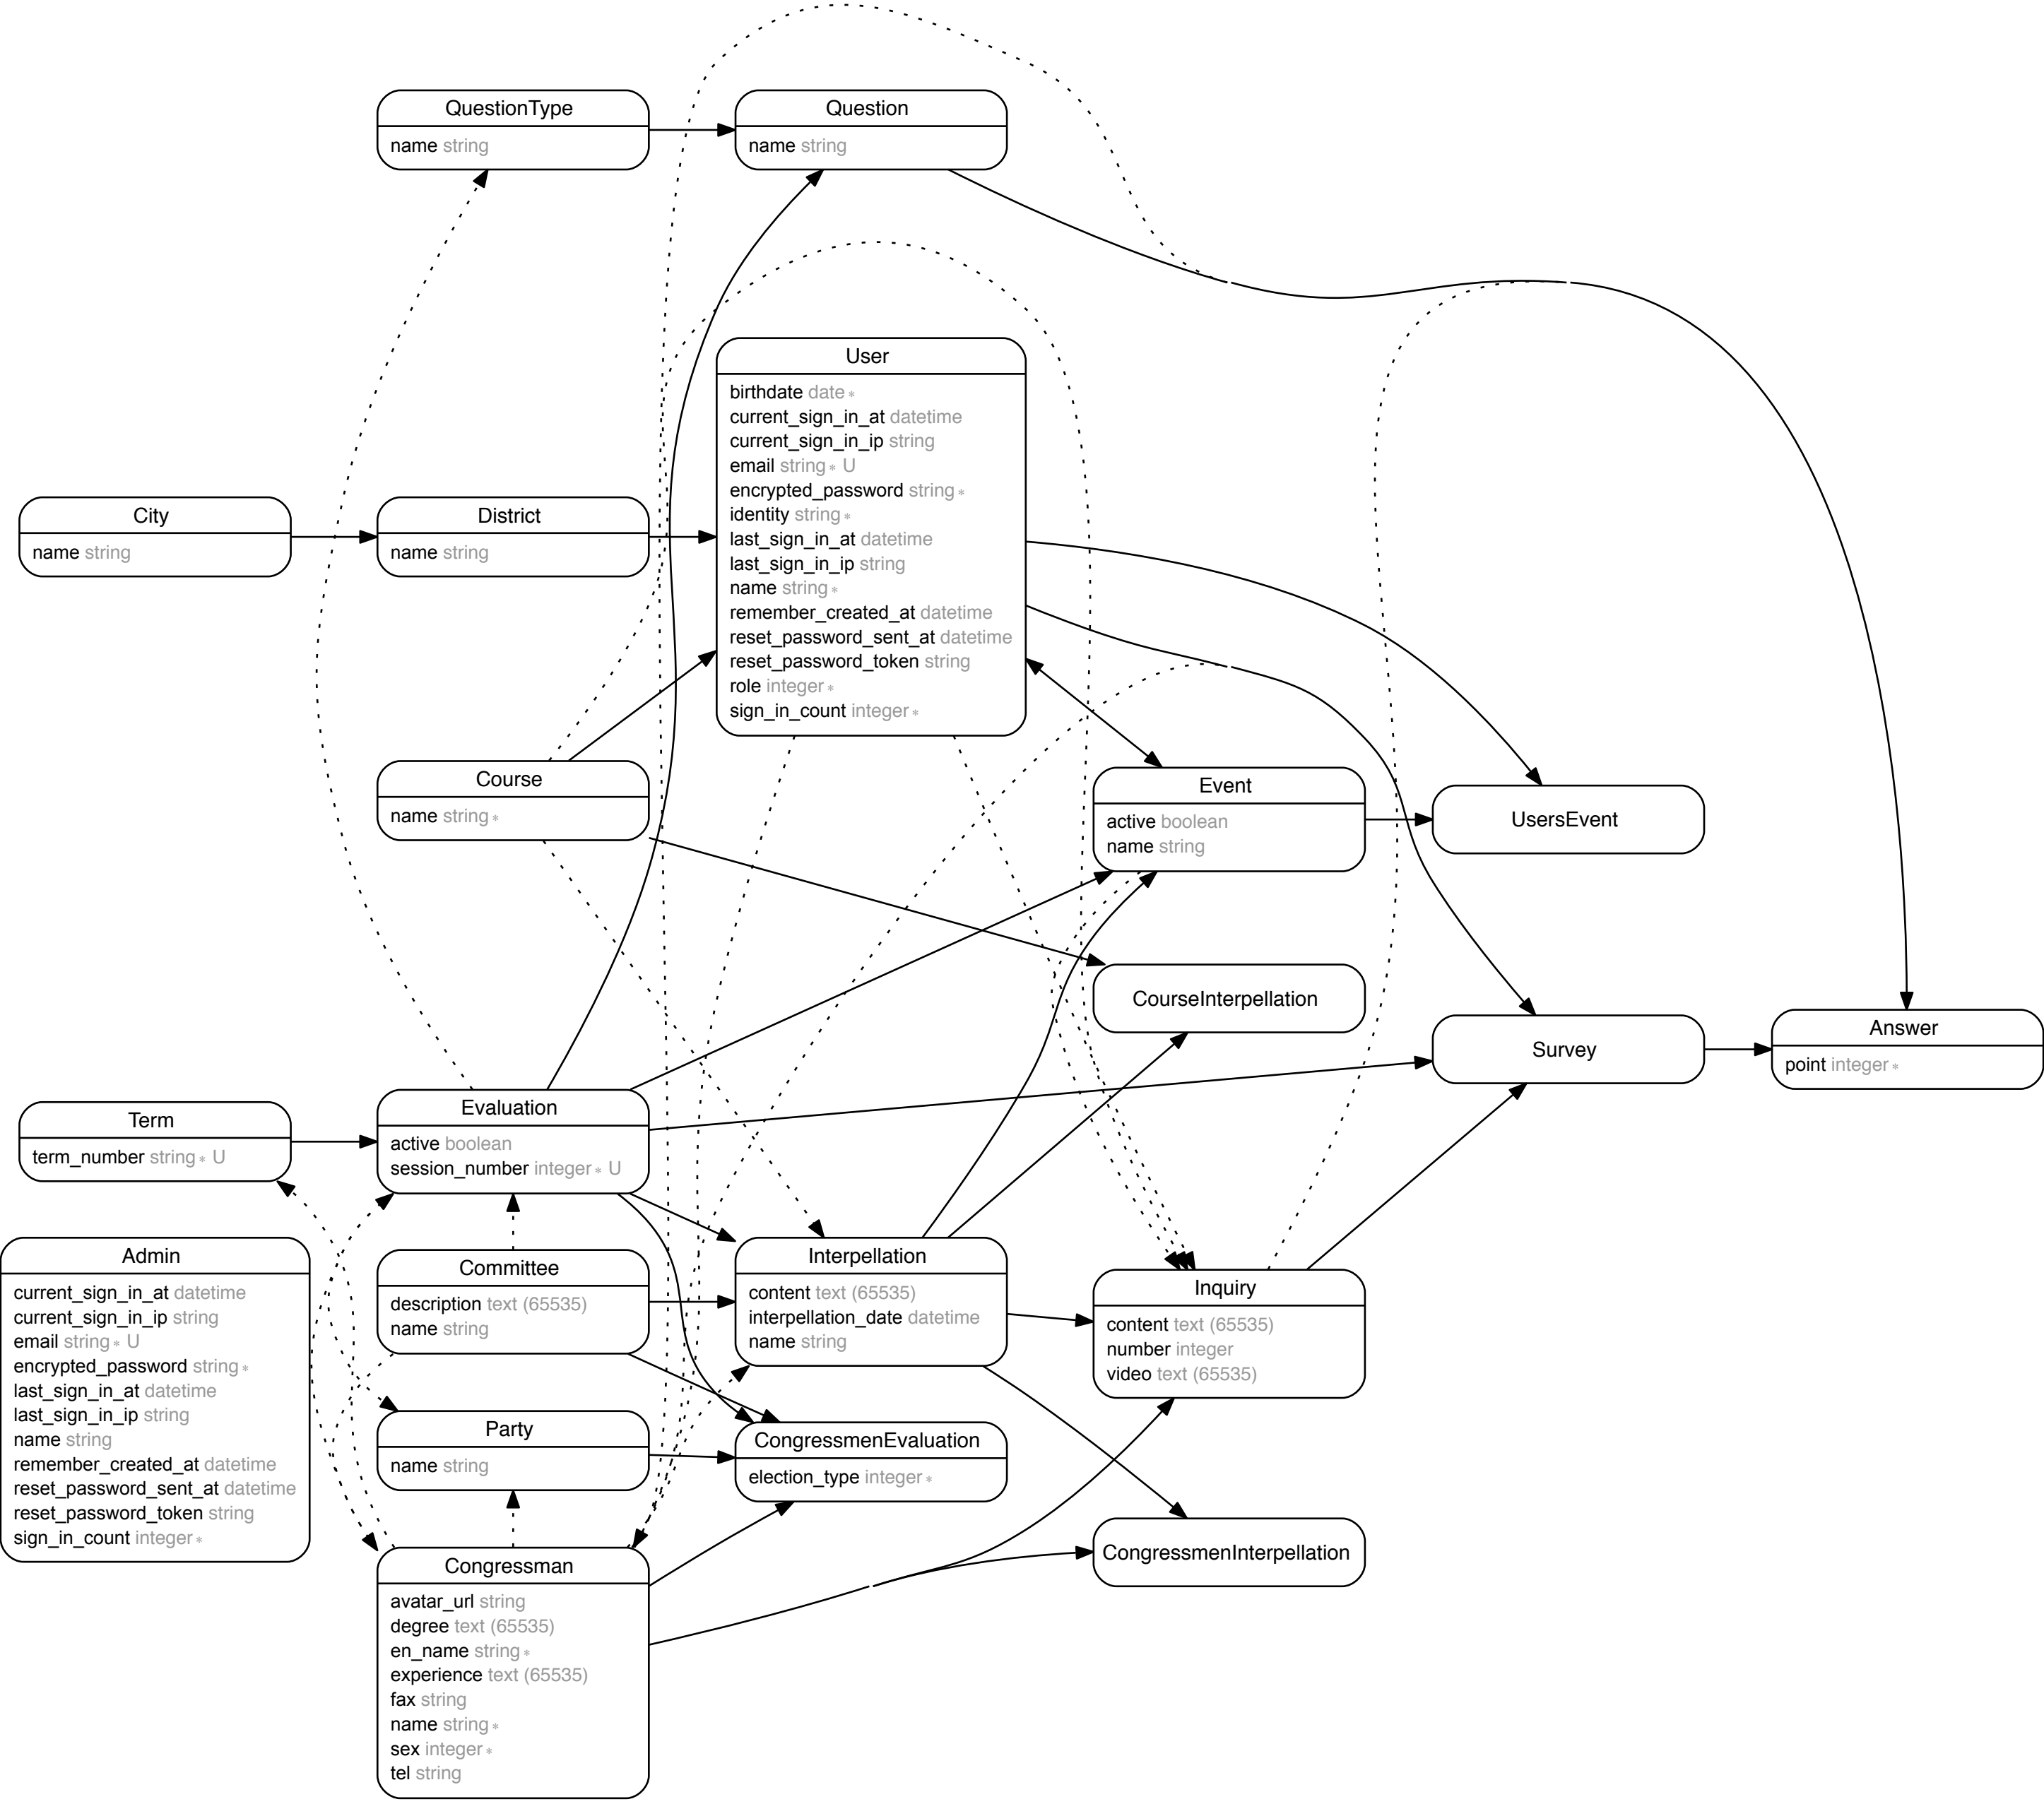 QuestionType
name string
Question
name string
User
birthdate date *
current_sign_in_at datetime
current_sign_in_ip string
email string * U
encrypted_password string *
identity string *
last_sign_in_at datetime
last_sign_in_ip string
name string *
remember_created_at datetime
reset_password_sent_at datetime
reset_password_token string
role integer *
sign_in_count integer *
City
name string
District
name string
Course
name string *
Event
active boolean
name string
UsersEvent
CourseInterpellation
Survey
Answer
point integer *
Term
term_number string * U
Evaluation
active boolean
session_number integer * U
Admin
current_sign_in_at datetime
current_sign_in_ip string
email string * U
encrypted_password string *
last_sign_in_at datetime
last_sign_in_ip string
name string
remember_created_at datetime
reset_password_sent_at datetime
reset_password_token string
sign_in_count integer *
Committee
description text (65535)
name string
Interpellation
content text (65535)
interpellation_date datetime
name string
Inquiry
content text (65535)
number integer
video text (65535)
Party
name string
CongressmenEvaluation
election_type integer *
CongressmenInterpellation
Congressman
avatar_url string
degree text (65535)
en_name string *
experience text (65535)
fax string
name string *
sex integer *
tel string